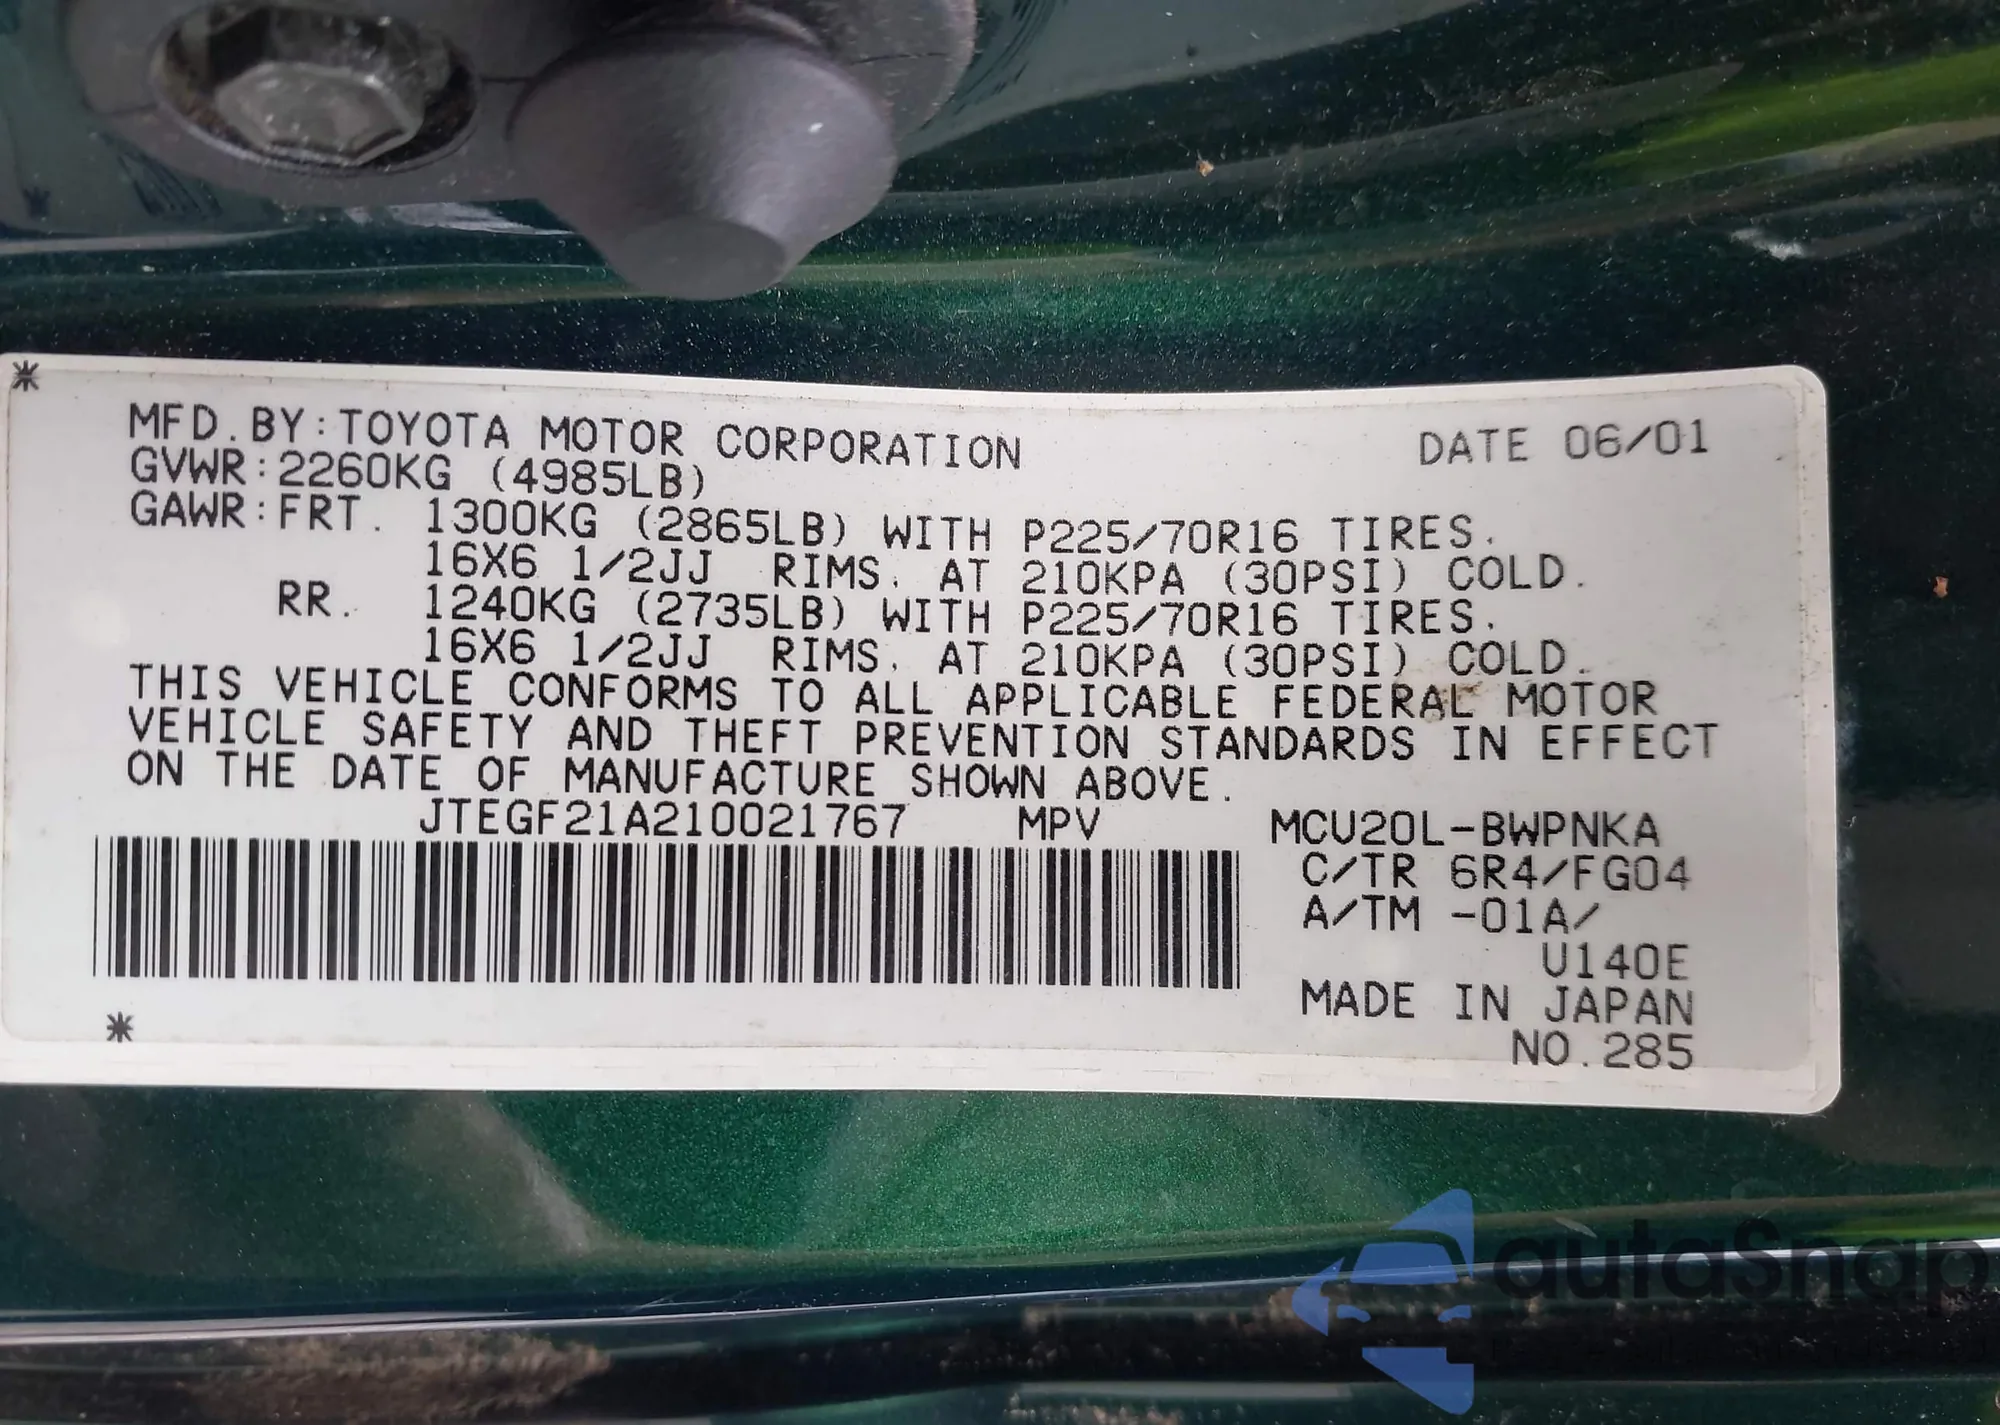 MFD.BY:TOYOTA MOTOR CORPORATION DATE 06/01
GVWR:2260KG (4985LB)
GAWR:FRT. 1300KG (2865LB) WITH P225/70R16 TIRES.
16X6 1/2JJ RIMS, AT 210KPA (30PSI) COLD.
RR. 1240KG (2735LB) WITH P225/70R16 TIRES.
16X6 1/2JJ RIMS, AT 210KPA (30PSI) COLD.
THIS VEHICLE CONFORMS TO ALL APPLICABLE FEDERAL MOTOR
VEHICLE SAFETY AND THEFT PREVENTION STANDARDS IN EFFECT
ON THE DATE OF MANUFACTURE SHOWN ABOVE.
JTEGF21A210021767 MPV MCU20L-BWPNKA
C/TR 6R4/FG04
A/TM -01A/
U140E
MADE IN JAPAN
NO.285
autaSnap